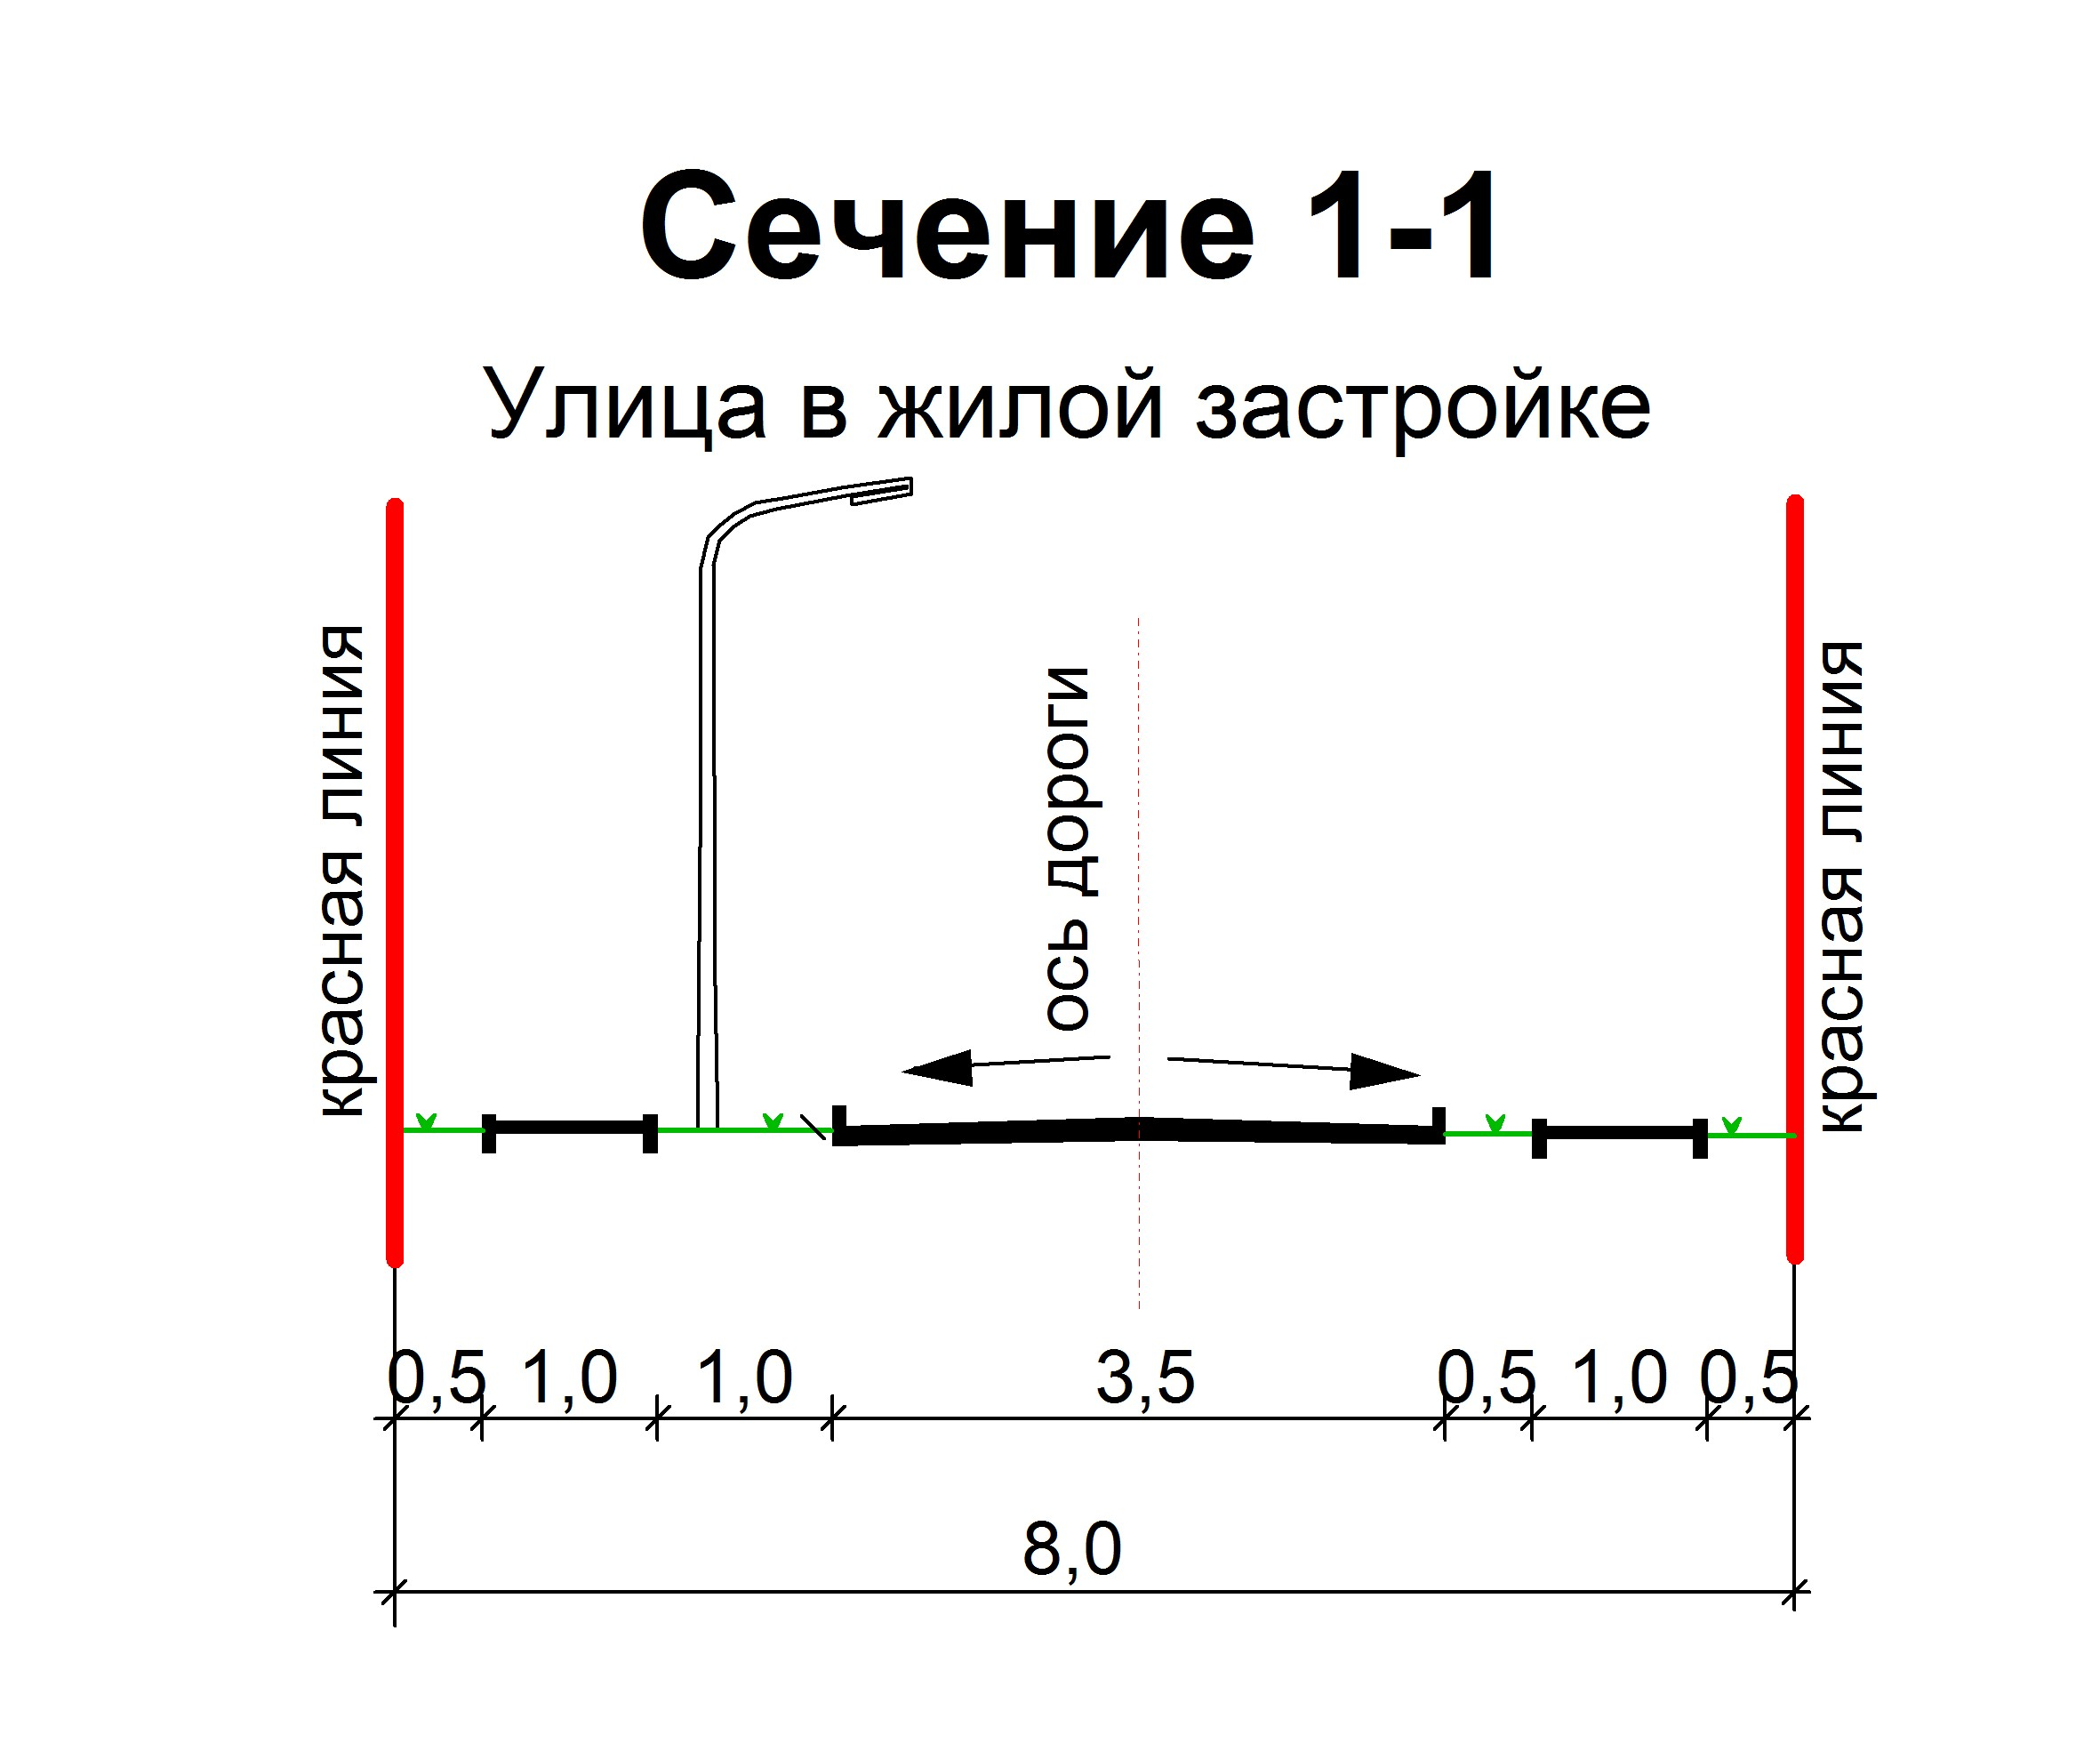 Сечение 1-1
Улица в жилой застройке
красная линия
ось дороги
красная линия
0,5 1,0 1,0 3,5 0,5 1,0 0,5
8,0